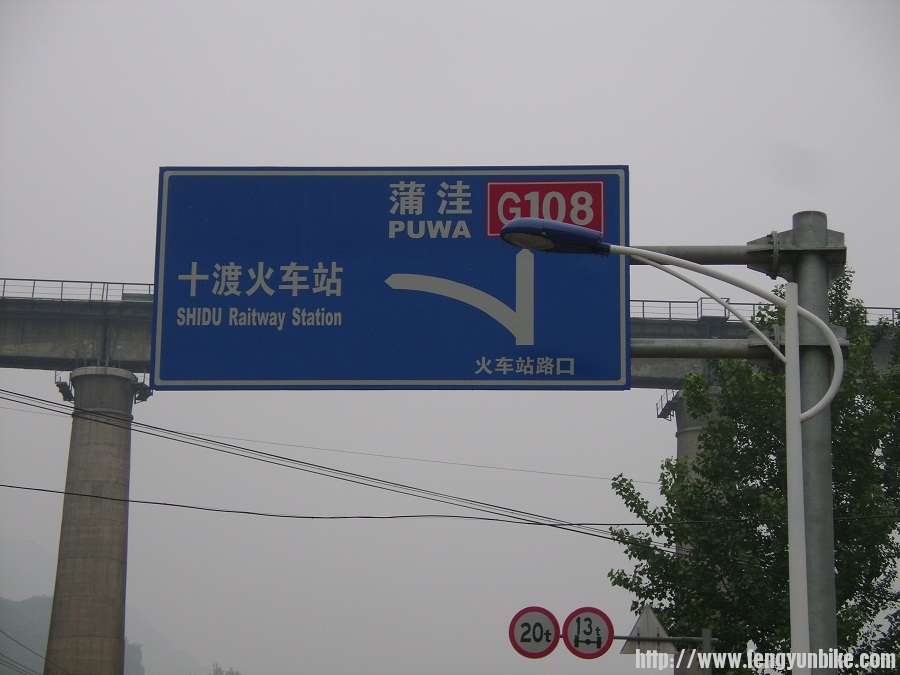 蒲洼 G108
PUWA
十渡火车站
SHIDU Raitway Station
火车站路口
20t 13t
http://www.fengyunbike.com